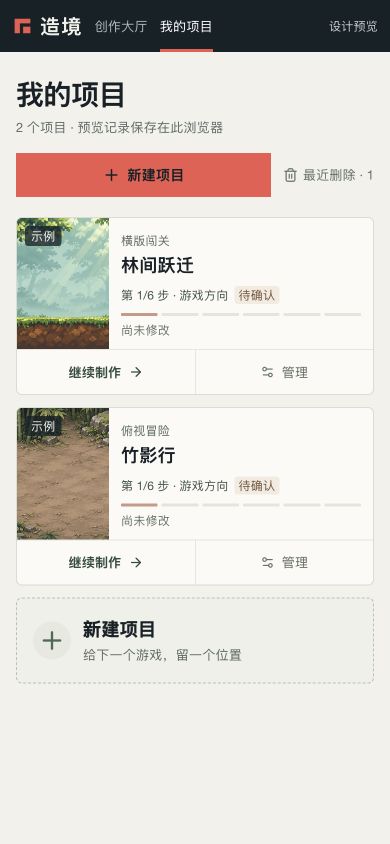 造境 创作大厅 我的项目 设计预览
我的项目
2 个项目 · 预览记录保存在此浏览器
新建项目 最近删除 · 1
示例
横版闯关
林间跃迁
第 1/6 步 · 游戏方向 待确认
尚未修改
继续制作 管理
示例
俯视冒险
竹影行
第 1/6 步 · 游戏方向 待确认
尚未修改
继续制作 管理
新建项目
给下一个游戏，留一个位置